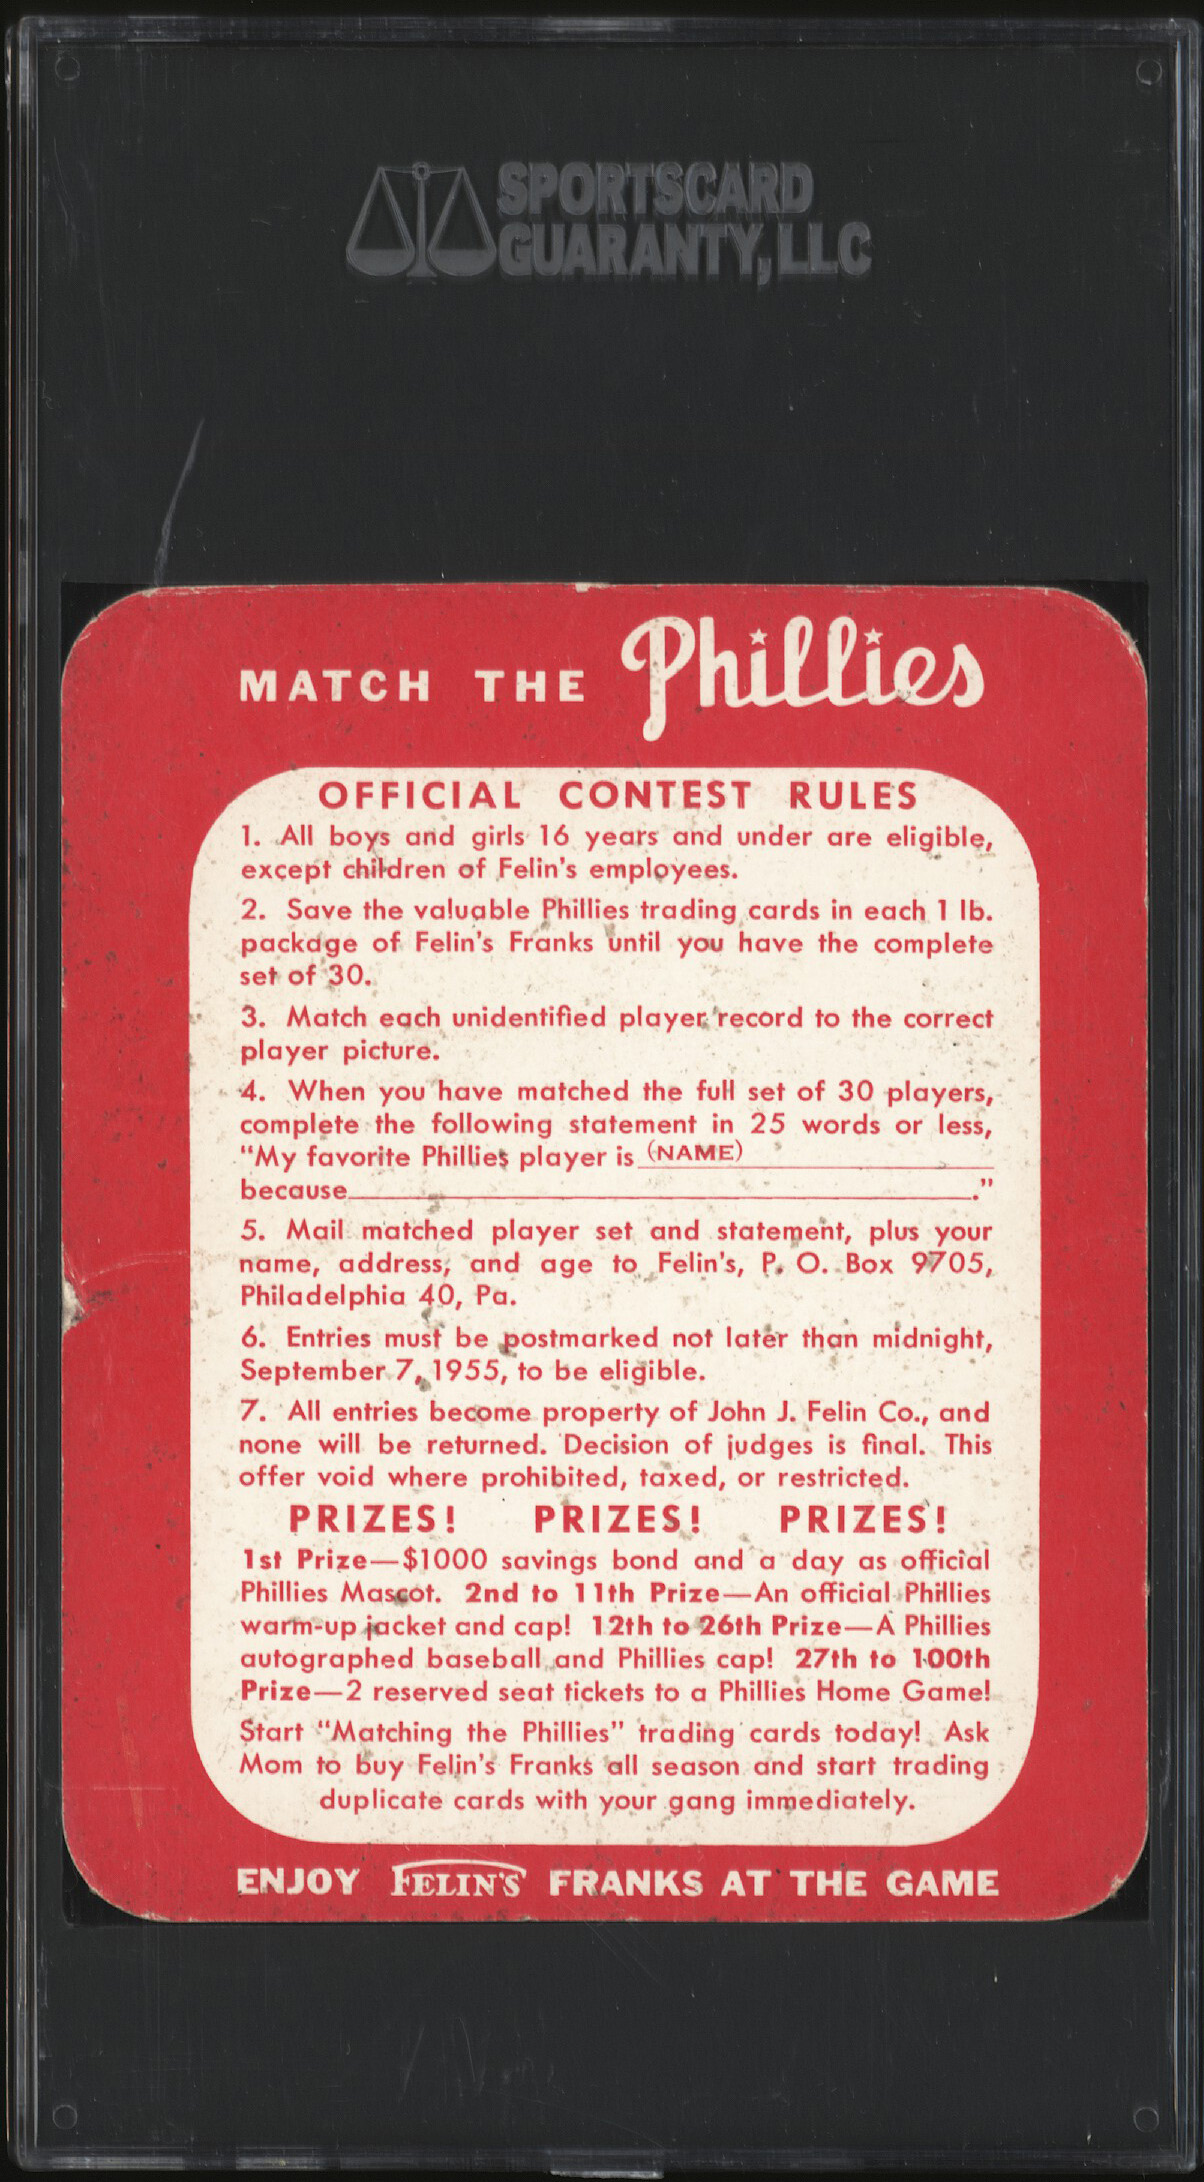 SPORTSCARD
GUARANTY, LLC
MATCH THE Phillies
OFFICIAL CONTEST RULES
1. All boys and girls 16 years and under are eligible,
except children of Felin's employees.
2. Save the valuable Phillies trading cards in each 1 lb.
package of Felin's Franks until you have the complete
set of 30.
3. Match each unidentified player record to the correct
player picture.
4. When you have matched the full set of 30 players,
complete the following statement in 25 words or less,
"My favorite Phillies player is (NAME)
because ."
5. Mail matched player set and statement, plus your
name, address, and age to Felin's, P. O. Box 9705,
Philadelphia 40, Pa.
6. Entries must be postmarked not later than midnight,
September 7, 1955, to be eligible.
7. All entries become property of John J. Felin Co., and
none will be returned. Decision of judges is final. This
offer void where prohibited, taxed, or restricted.
PRIZES! PRIZES! PRIZES!
1st Prize—$1000 savings bond and a day as official
Phillies Mascot. 2nd to 11th Prize—An official Phillies
warm-up jacket and cap! 12th to 26th Prize—A Phillies
autographed baseball and Phillies cap! 27th to 100th
Prize—2 reserved seat tickets to a Phillies Home Game!
Start "Matching the Phillies" trading cards today! Ask
Mom to buy Felin's Franks all season and start trading
duplicate cards with your gang immediately.
ENJOY FELIN'S FRANKS AT THE GAME